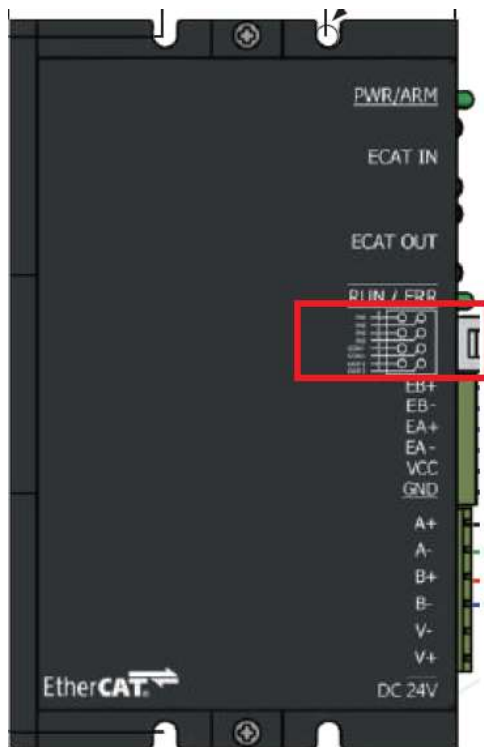 PWR/ARM
ECAT IN
ECAT OUT
RUN / ERR
EB+
EB-
EA+
EA-
VCC
GND
A+
A-
B+
B-
V-
V+
EtherCAT.
DC 24V